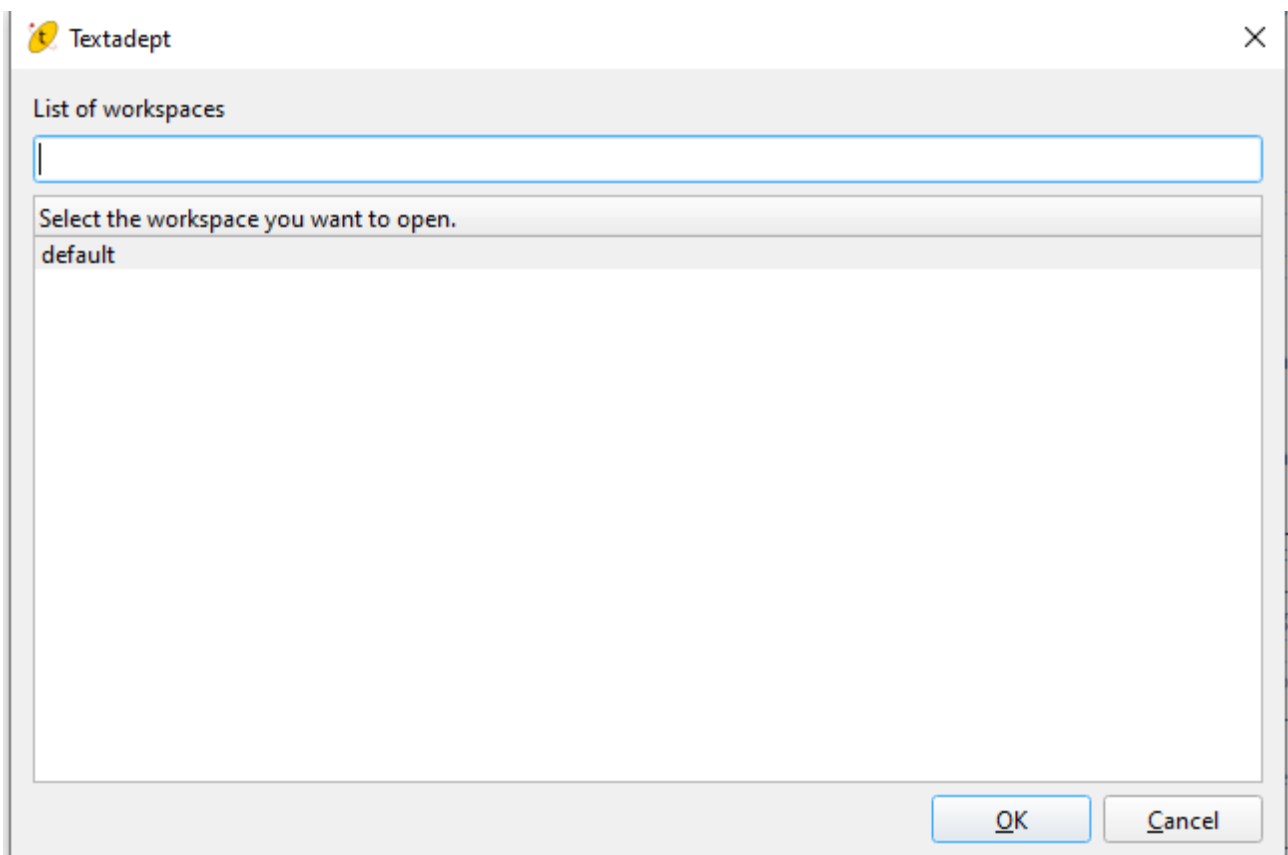 Textadept
List of workspaces
Select the workspace you want to open.
default
OK
Cancel